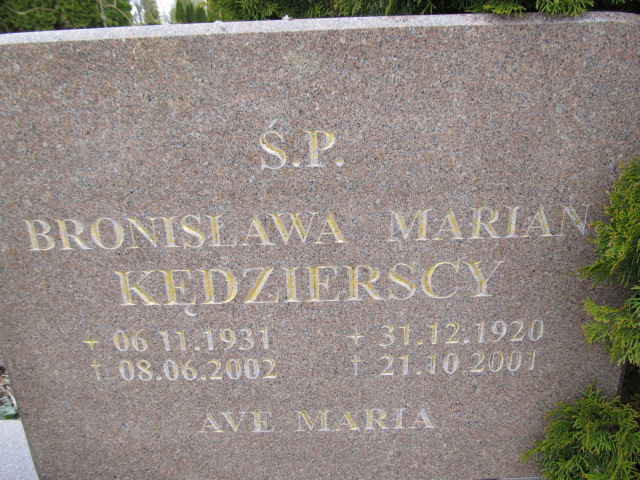 Ś.P.
BRONISŁAWA MARIAN
KĘDZIERSCY
+ 06.11.1931 + 31.12.1920
† 08.06.2002 † 21.10.2001
AVE MARIA